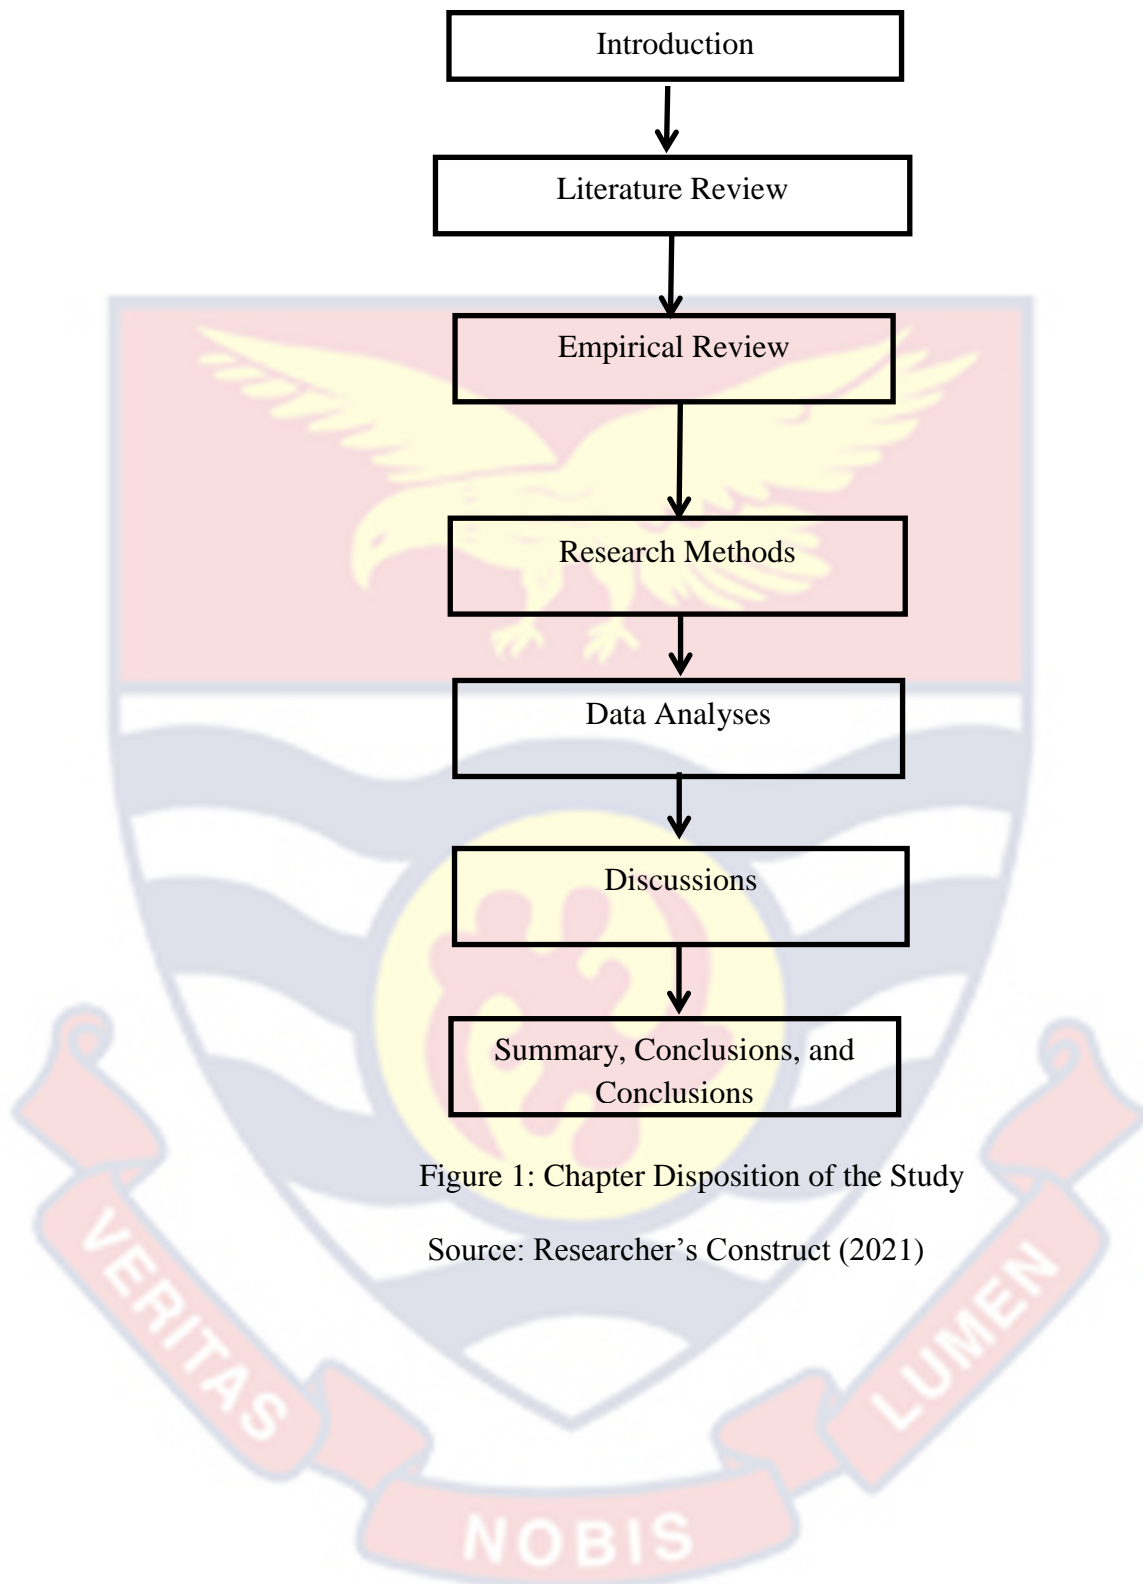 Introduction
Literature Review
Empirical Review
Research Methods
Data Analyses
Discussions
Summary, Conclusions, and
Conclusions
Figure 1: Chapter Disposition of the Study
Source: Researcher’s Construct (2021)
VERITAS
NOBIS
LUMEN